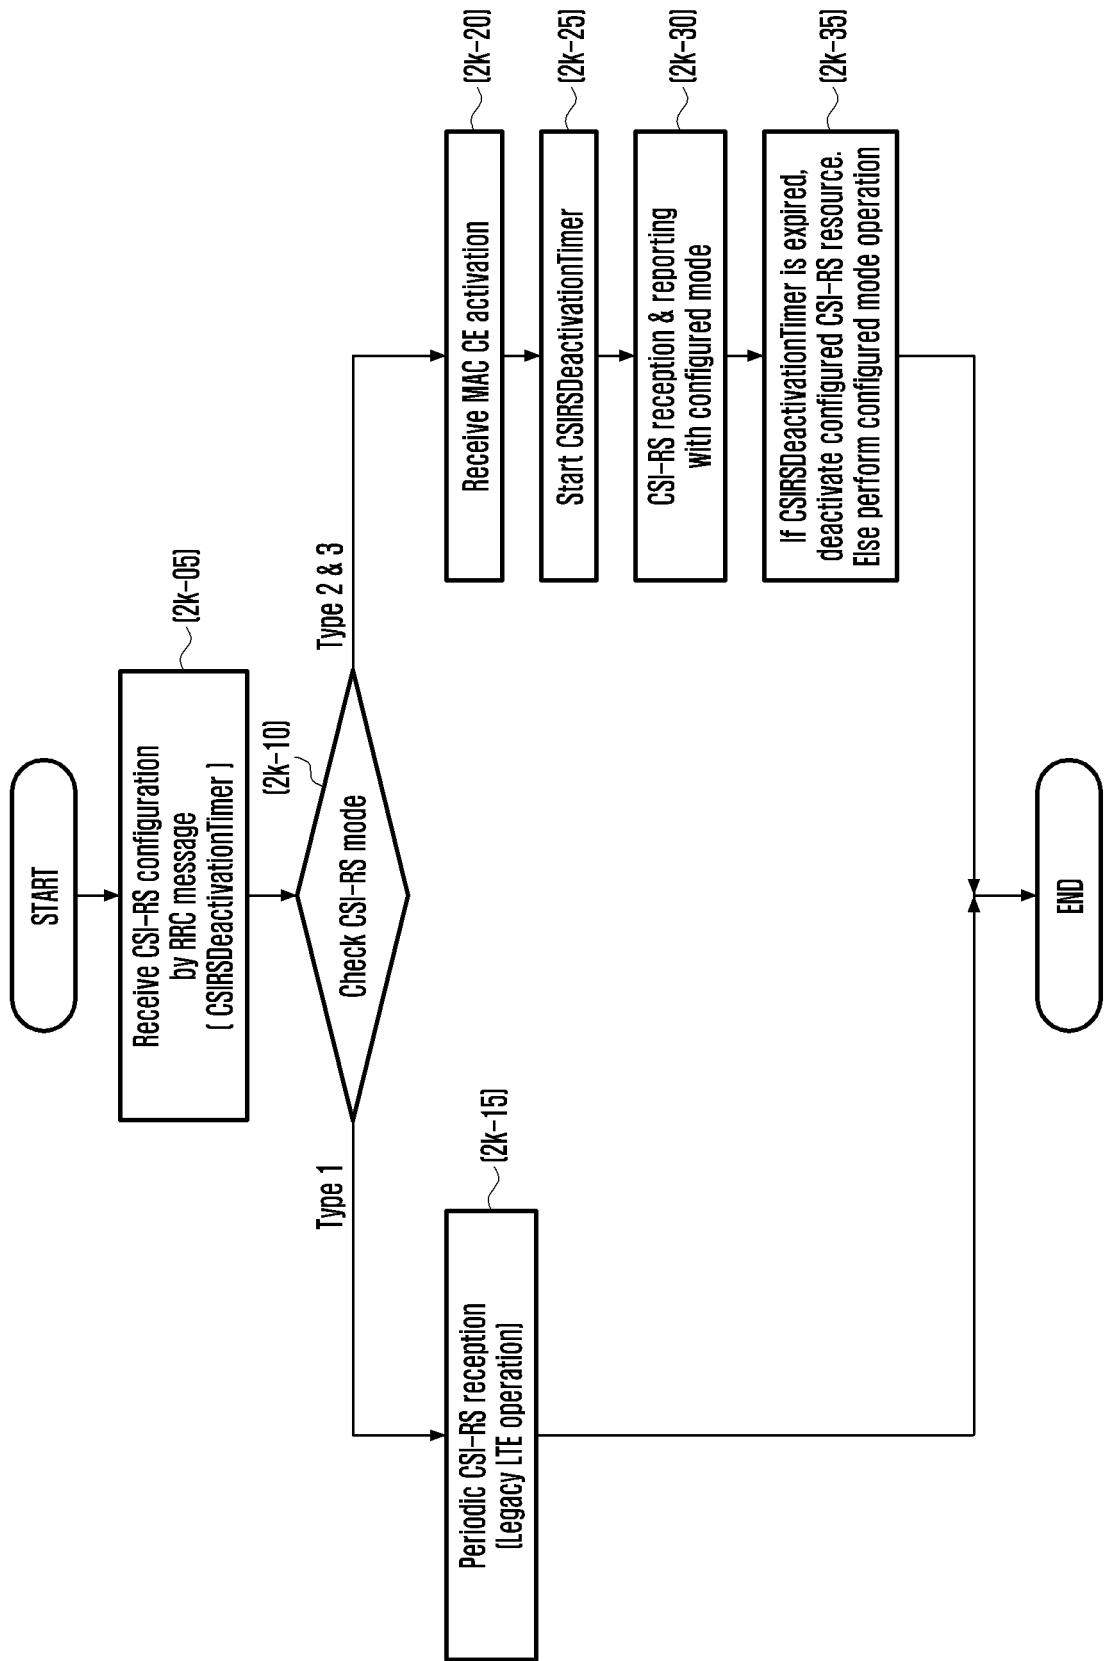 START
Receive CSI-RS configuration
by RRC message
( CSIRSDeactivationTimer )
(2k-05)
Check CSI-RS mode
(2k-10)
Type 1
Type 2 & 3
Periodic CSI-RS reception
(Legacy LTE operation)
(2k-15)
Receive MAC CE activation
(2k-20)
Start CSIRSDeactivationTimer
(2k-25)
CSI-RS reception & reporting
with configured mode
(2k-30)
If CSIRSDeactivationTimer is expired,
deactivate configured CSI-RS resource.
Else perform configured mode operation
(2k-35)
END